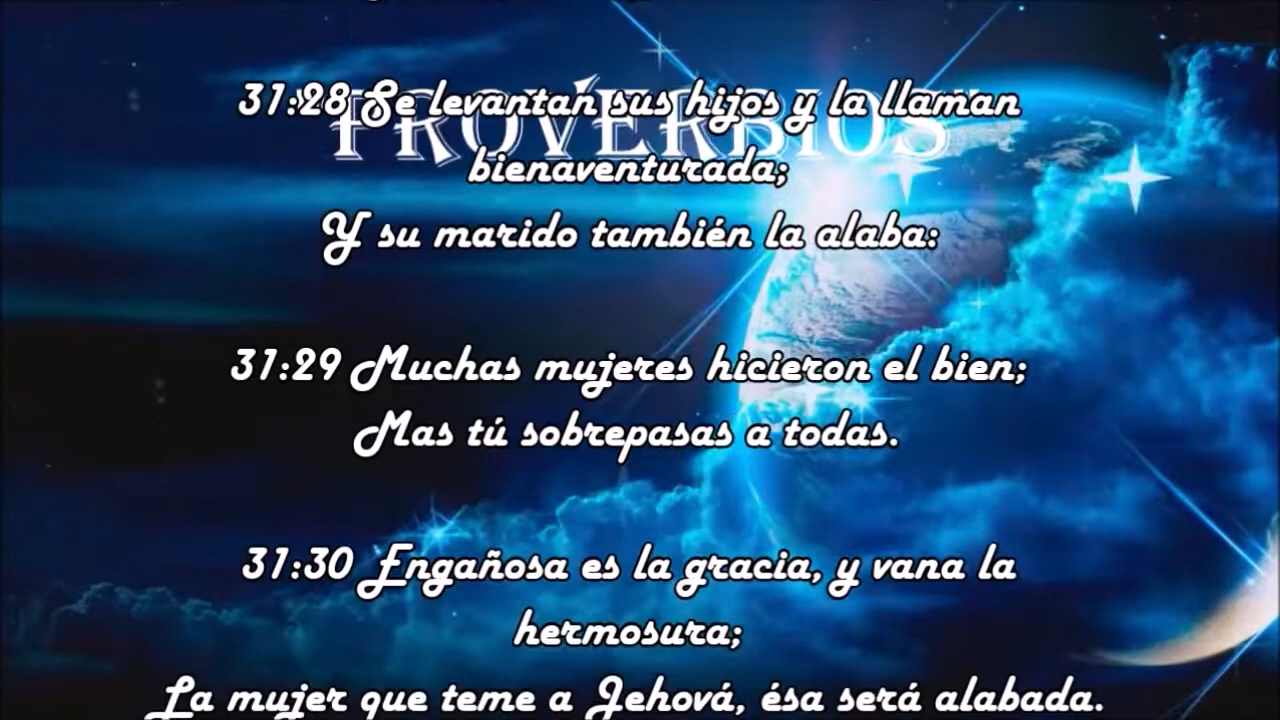 31:28 Se levantan sus hijos y la llaman
PROVERBIOS
bienaventurada;
Y su marido también la alaba:
31:29 Muchas mujeres hicieron el bien;
Mas tú sobrepasas a todas.
31:30 Engañosa es la gracia, y vana la
hermosura;
La mujer que teme a Jehová, ésa será alabada.